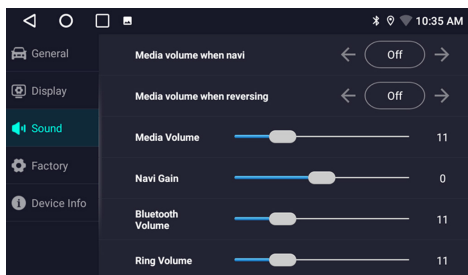 10:35 AM
General
Media volume when navi
Off
Display
Media volume when reversing
Off
Sound
Media Volume
11
Factory
Navi Gain
0
Device Info
Bluetooth
Volume
11
Ring Volume
11